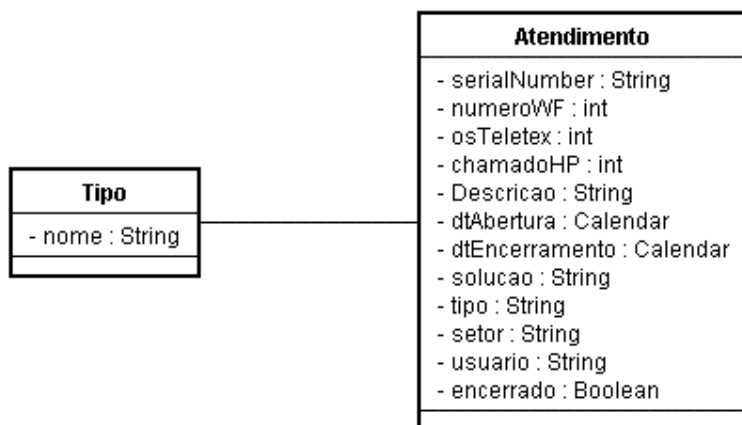 Tipo
- nome : String
Atendimento
- serialNumber : String
- numeroWF : int
- osTeletex : int
- chamadoHP : int
- Descricao : String
- dtAbertura : Calendar
- dtEncerramento : Calendar
- solucao : String
- tipo : String
- setor : String
- usuario : String
- encerrado : Boolean